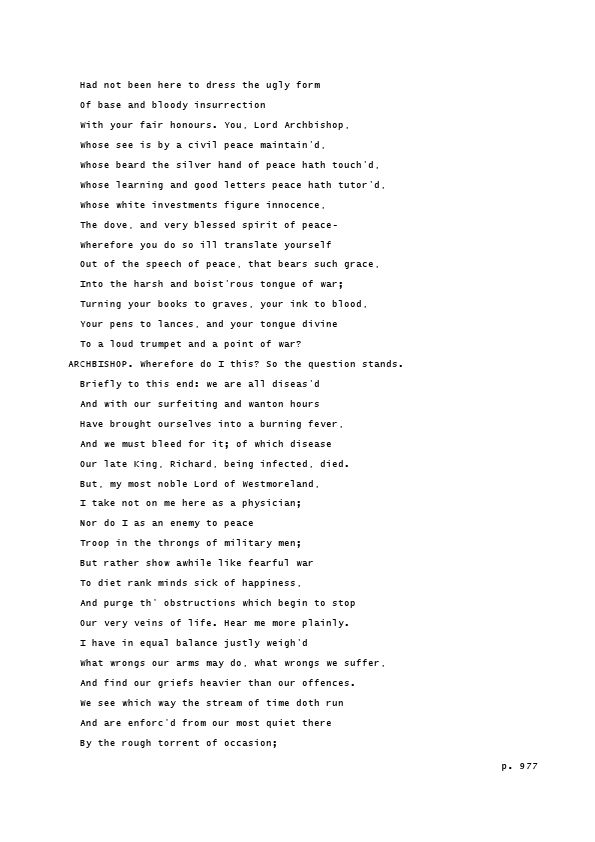 Had not been here to dress the ugly form
Of base and bloody insurrection
With your fair honours. You, Lord Archbishop,
Whose see is by a civil peace maintain'd,
Whose beard the silver hand of peace hath touch'd,
Whose learning and good letters peace hath tutor'd,
Whose white investments figure innocence,
The dove, and very blessed spirit of peace-
Wherefore you do so ill translate yourself
Out of the speech of peace, that bears such grace,
Into the harsh and boist'rous tongue of war;
Turning your books to graves, your ink to blood,
Your pens to lances, and your tongue divine
To a loud trumpet and a point of war?
ARCHBISHOP. Wherefore do I this? So the question stands.
Briefly to this end: we are all diseas'd
And with our surfeiting and wanton hours
Have brought ourselves into a burning fever,
And we must bleed for it; of which disease
Our late King, Richard, being infected, died.
But, my most noble Lord of Westmoreland,
I take not on me here as a physician;
Nor do I as an enemy to peace
Troop in the throngs of military men;
But rather show awhile like fearful war
To diet rank minds sick of happiness,
And purge th' obstructions which begin to stop
Our very veins of life. Hear me more plainly.
I have in equal balance justly weigh'd
What wrongs our arms may do, what wrongs we suffer,
And find our griefs heavier than our offences.
We see which way the stream of time doth run
And are enforc'd from our most quiet there
By the rough torrent of occasion;
p. 977